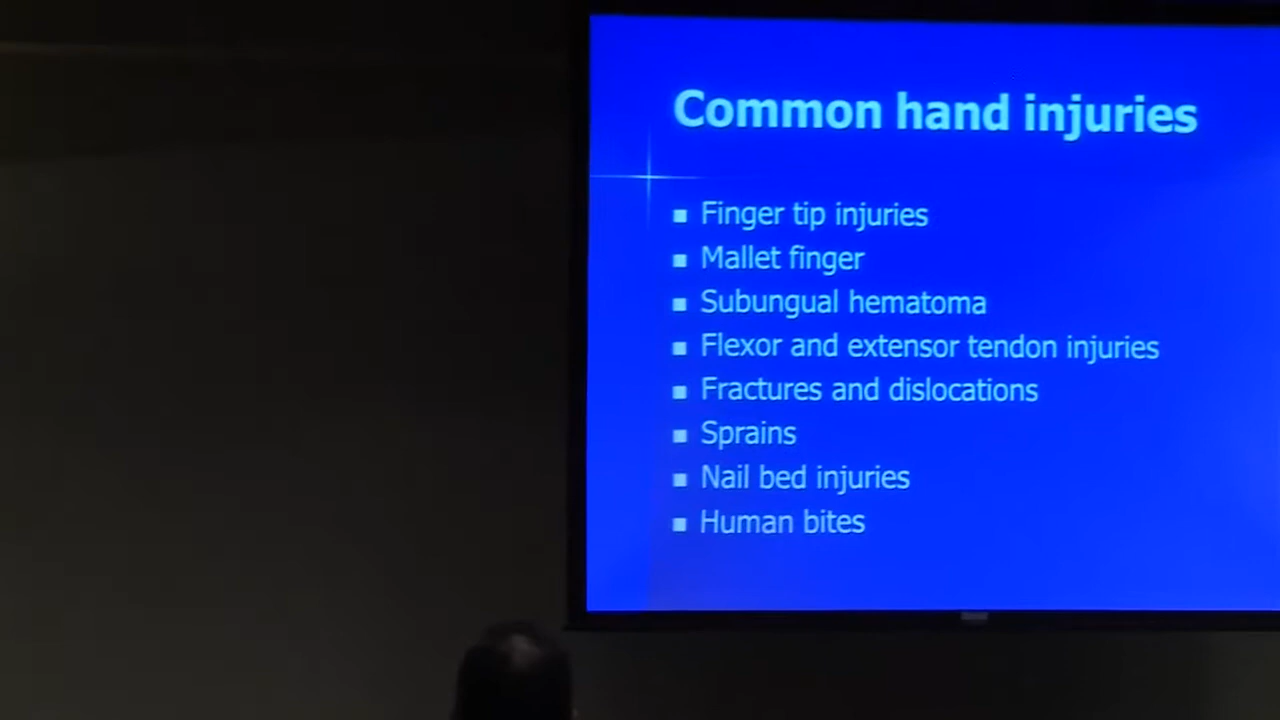 Common hand injuries
Finger tip injuries
Mallet finger
Subungual hematoma
Flexor and extensor tendon injuries
Fractures and dislocations
Sprains
Nail bed injuries
Human bites